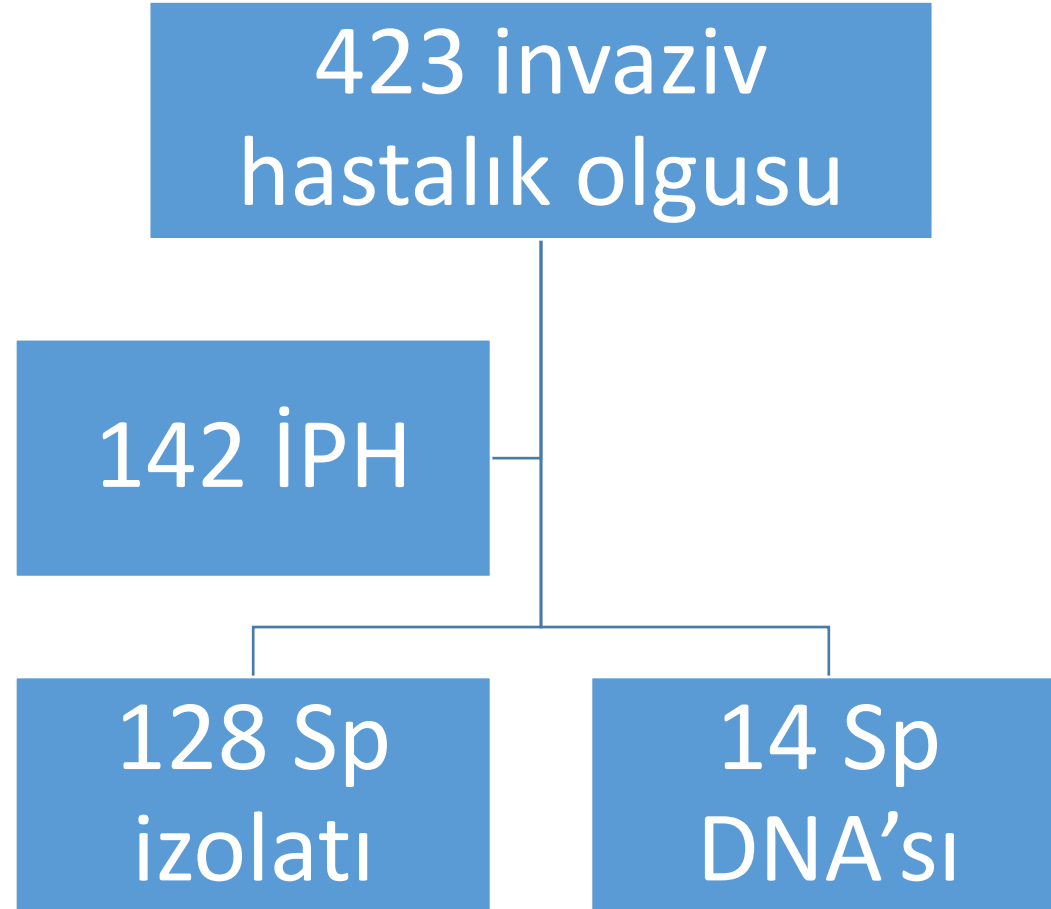 423 invaziv
hastalık olgusu
142 İPH
128 Sp
izolatı
14 Sp
DNA’sı